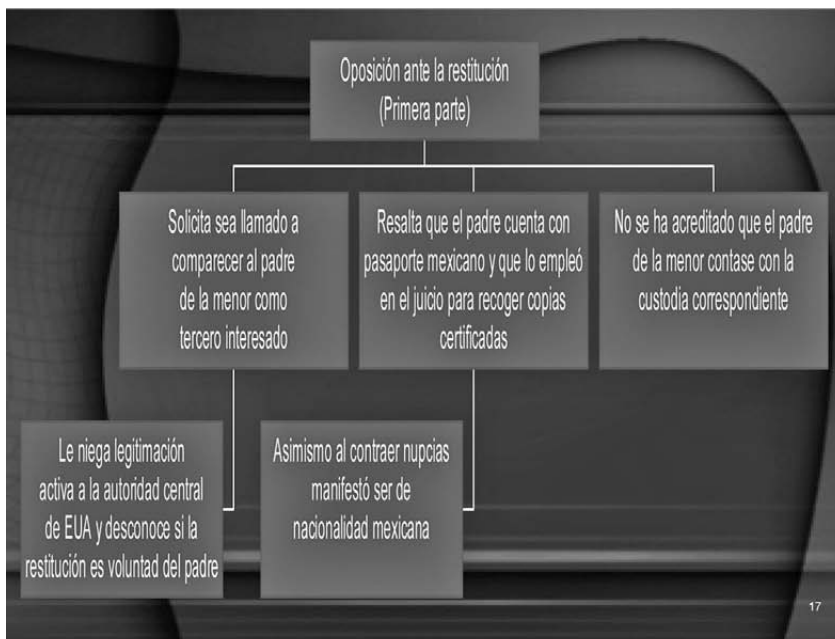 Oposición ante la restitución
(Primera parte)
Solicita sea llamado a
comparecer al padre
de la menor como
tercero interesado
Resalta que el padre cuenta con
pasaporte mexicano y que lo empleó
en el juicio para recoger copias
certificadas
No se ha acreditado que el padre
de la menor contase con la
custodia correspondiente
Le niega legitimación
activa a la autoridad central
de EUA y desconoce si la
restitución es voluntad del padre
Asimismo al contraer nupcias
manifestó ser de
nacionalidad mexicana
17